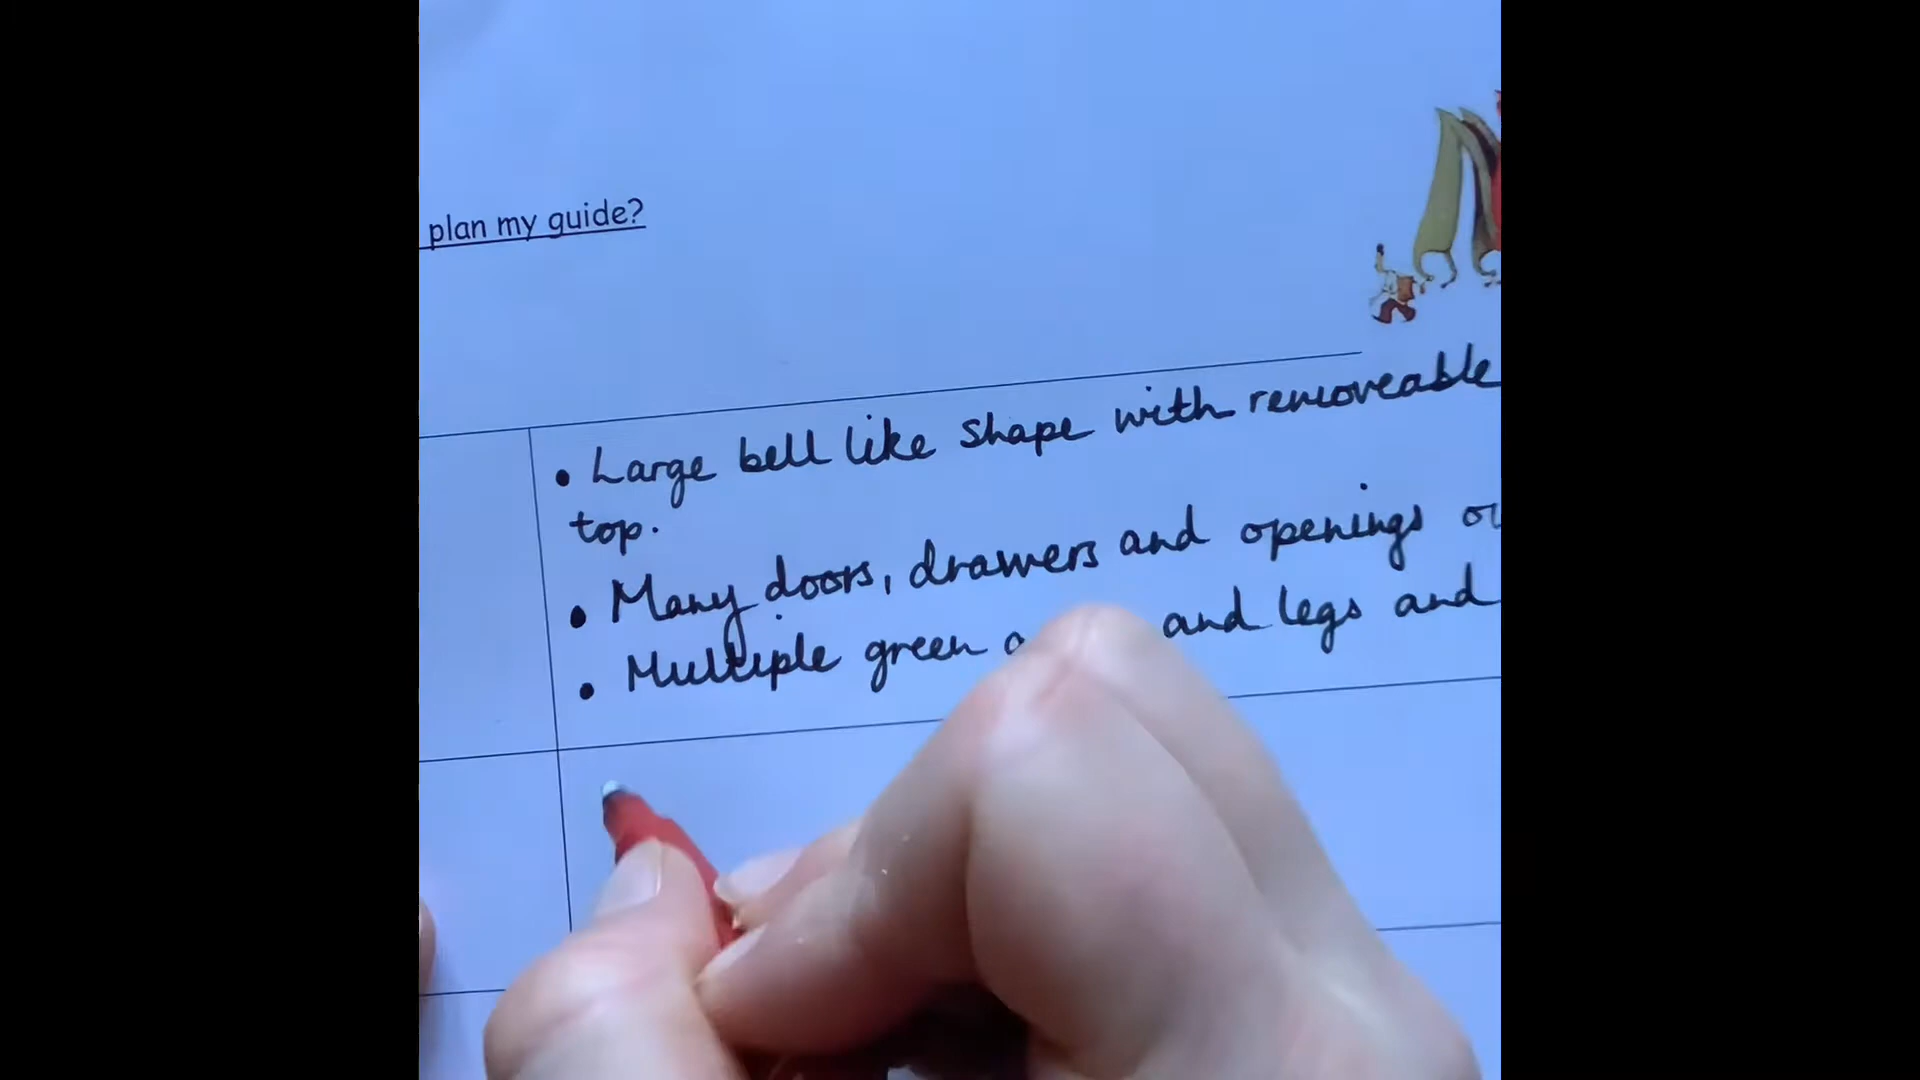 plan my guide?
• Large bell like shape with removeable
top.
• Many doors, drawers and openings
• Multiple green and legs and